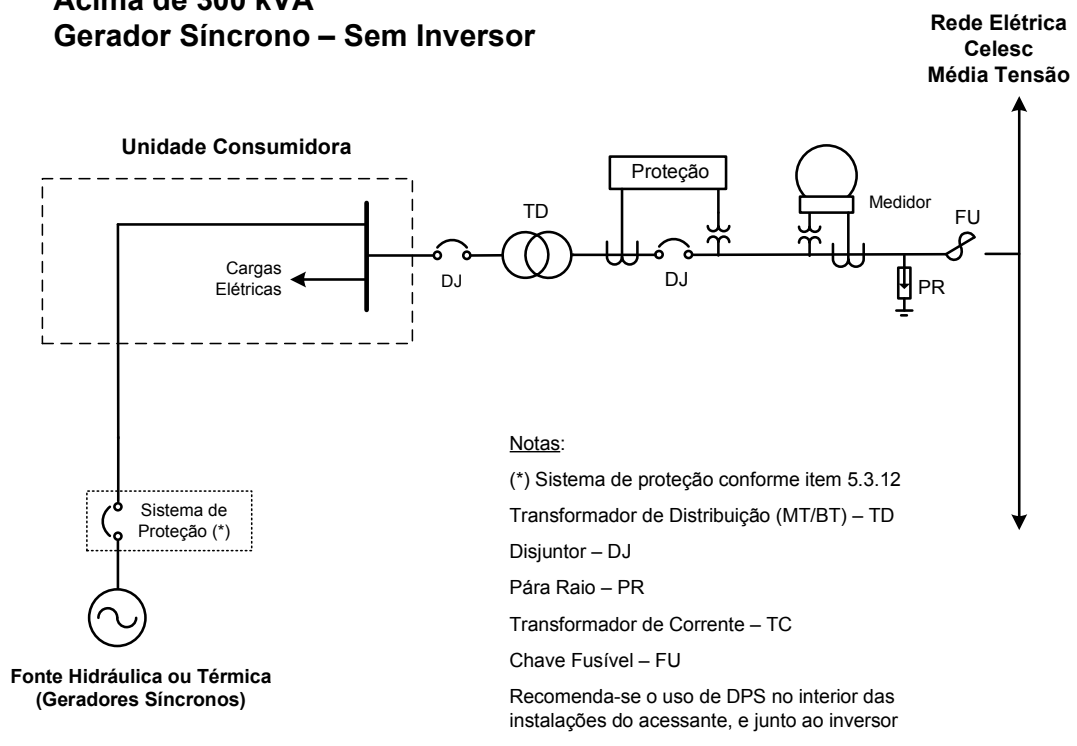 Acima de 300 kVA
Gerador Síncrono – Sem Inversor
Rede Elétrica
Celesc
Média Tensão
Unidade Consumidora
Proteção
Medidor
TD
FU
Cargas
Elétricas
DJ
DJ
PR
Sistema de
Proteção (*)
Fonte Hidráulica ou Térmica
(Geradores Síncronos)
Notas:
(*) Sistema de proteção conforme item 5.3.12
Transformador de Distribuição (MT/BT) – TD
Disjuntor – DJ
Pára Raio – PR
Transformador de Corrente – TC
Chave Fusível – FU
Recomenda-se o uso de DPS no interior das
instalações do acessante, e junto ao inversor